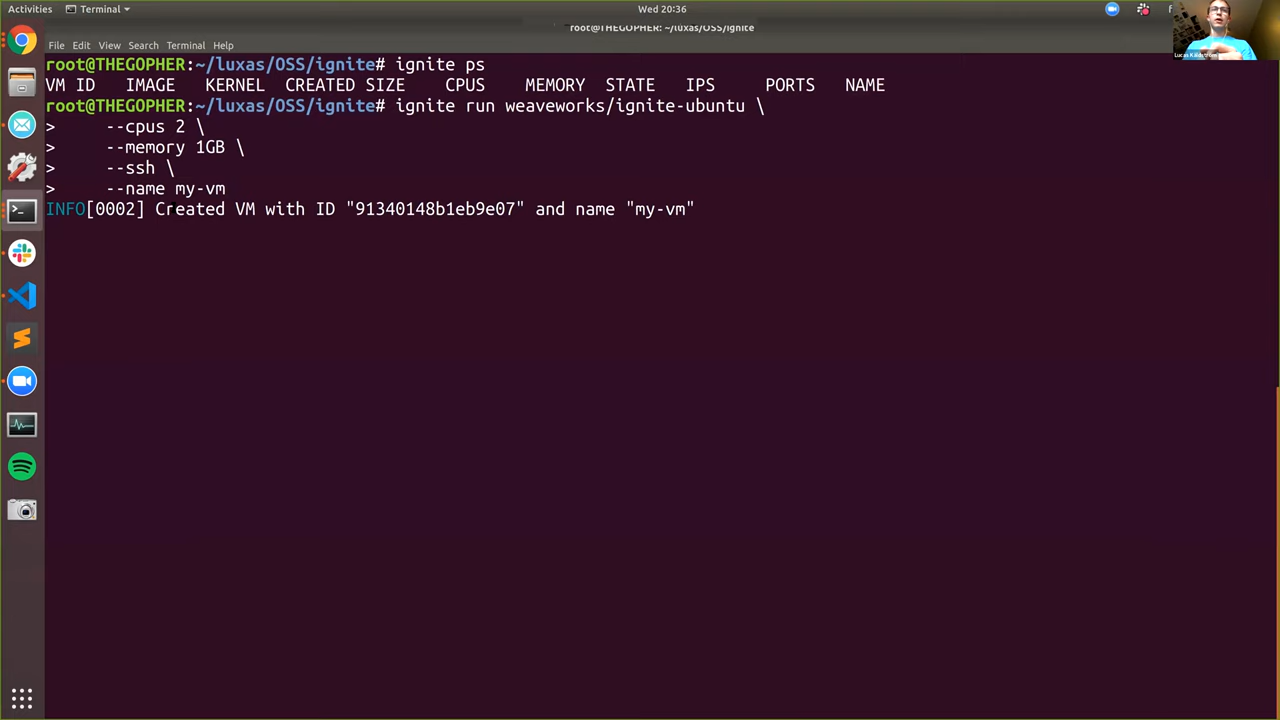 Activities
Terminal
Wed 20:36
root@THEGOPHER: ~/luxas/OSS/ignite
File Edit View Search Terminal Help
root@THEGOPHER:~/luxas/OSS/ignite# ignite ps
VM ID IMAGE KERNEL CREATED SIZE CPUS MEMORY STATE IPS PORTS NAME
root@THEGOPHER:~/luxas/OSS/ignite# ignite run weaveworks/ignite-ubuntu \
> --cpus 2 \
> --memory 1GB \
> --ssh \
> --name my-vm
INFO[0002] Created VM with ID "91340148b1eb9e07" and name "my-vm"